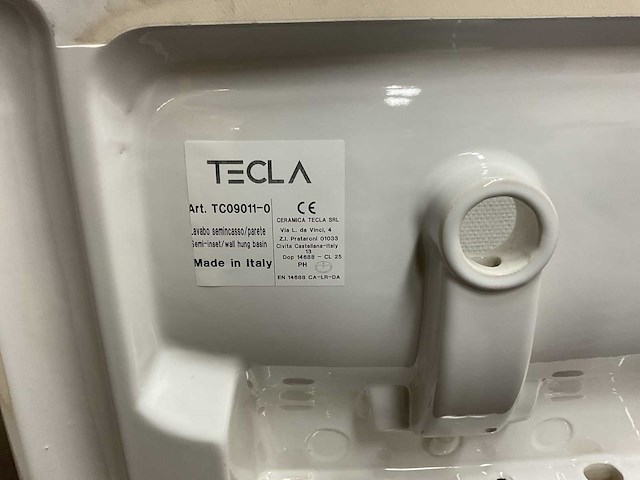 TECLA
Art. TC09011-0
Lavabo semincasso/parete
Semi-inset/wall hung basin
Made in Italy
CE
CERAMICA TECLA SRL
Via L. da Vinci, 4
Z.I. Prataroni 01033
Civita Castellana-Italy
13
Dop 14688 - CL 25
PH
EN 14688 CA-LR-DA